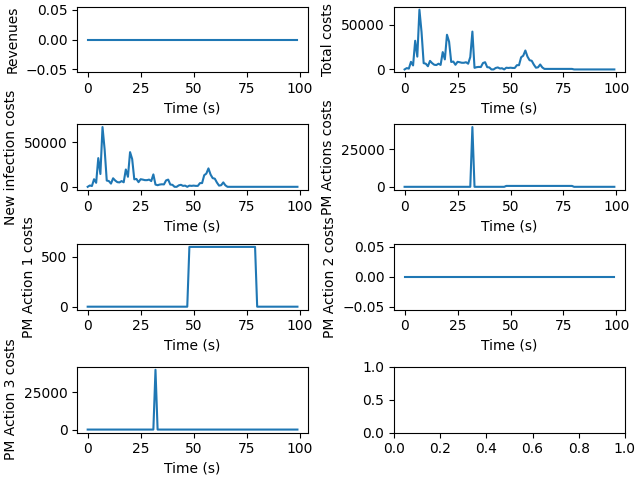 Revenues
0.05
0.00
−0.05
0 25 50 75 100
Time (s)
Total costs
50000
0
0 25 50 75 100
Time (s)
New infection costs
50000
0
0 25 50 75 100
Time (s)
PM Actions costs
25000
0
0 25 50 75 100
Time (s)
PM Action 1 costs
500
0
0 25 50 75 100
Time (s)
PM Action 2 costs
0.05
0.00
−0.05
0 25 50 75 100
Time (s)
PM Action 3 costs
25000
0
0 25 50 75 100
Time (s)
1.0
0.5
0.0
0.0 0.2 0.4 0.6 0.8 1.0